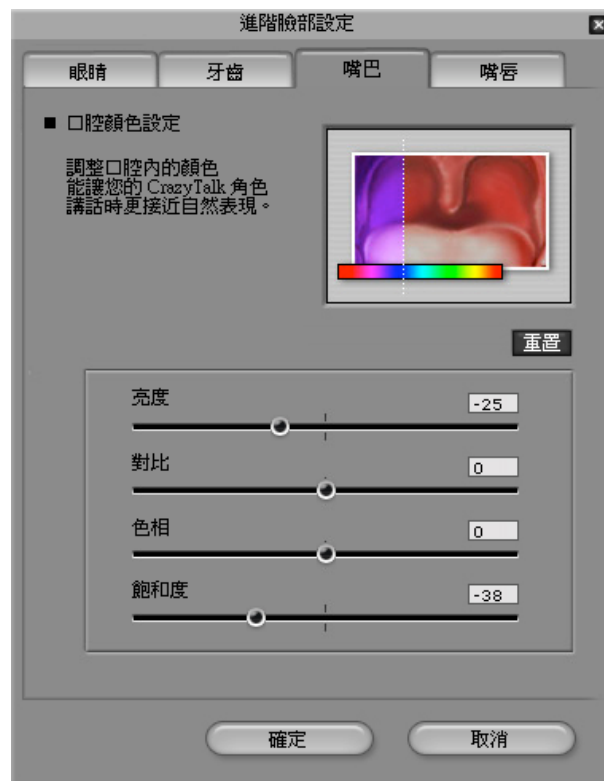 進階臉部設定
眼睛
牙齒
嘴巴
嘴唇
■ 口腔顏色設定
調整口腔內的顏色
能讓您的 CrazyTalk 角色
講話時更接近自然表現。
重置
亮度
-25
對比
0
色相
0
飽和度
-38
確定
取消